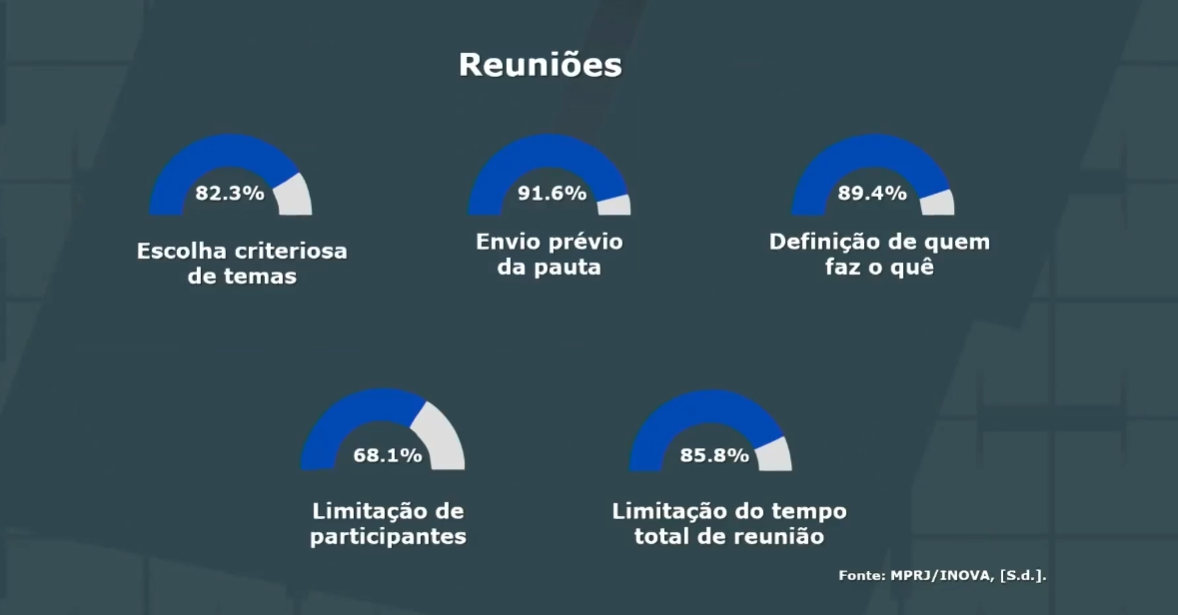 Reuniões
82.3%
Escolha criteriosa
de temas
91.6%
Envio prévio
da pauta
89.4%
Definição de quem
faz o quê
68.1%
Limitação de
participantes
85.8%
Limitação do tempo
total de reunião
Fonte: MPRJ/INOVA, [S.d.].